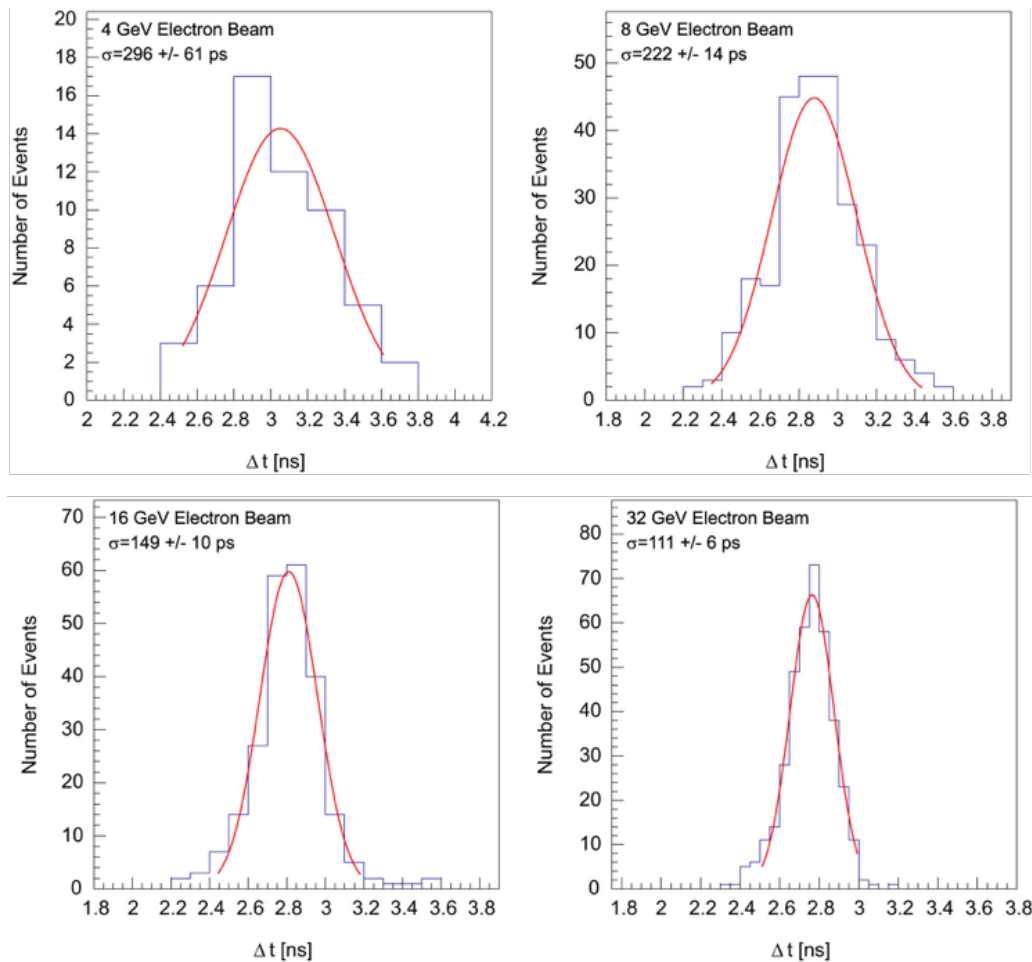 4 GeV Electron Beam
σ=296 +/- 61 ps
Number of Events
20
18
16
14
12
10
8
6
4
2
0
2 2.2 2.4 2.6 2.8 3 3.2 3.4 3.6 3.8 4 4.2
Δ t [ns]
8 GeV Electron Beam
σ=222 +/- 14 ps
Number of Events
50
40
30
20
10
0
1.8 2 2.2 2.4 2.6 2.8 3 3.2 3.4 3.6 3.8
Δ t [ns]
16 GeV Electron Beam
σ=149 +/- 10 ps
Number of Events
70
60
50
40
30
20
10
0
1.8 2 2.2 2.4 2.6 2.8 3 3.2 3.4 3.6 3.8
Δ t [ns]
32 GeV Electron Beam
σ=111 +/- 6 ps
Number of Events
80
70
60
50
40
30
20
10
0
1.8 2 2.2 2.4 2.6 2.8 3 3.2 3.4 3.6 3.8
Δ t [ns]